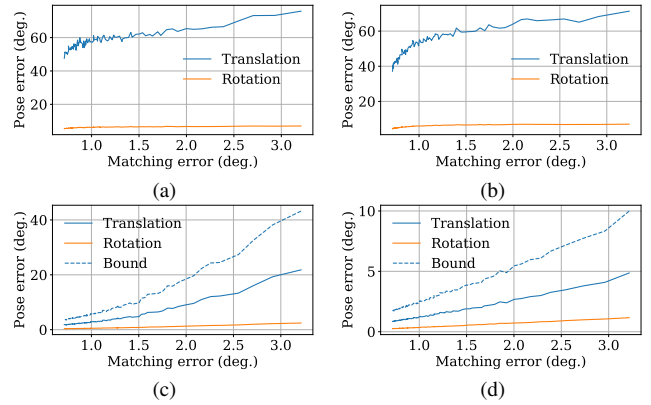 Pose error (deg.)
60
40
20
Translation
Rotation
1.0 1.5 2.0 2.5 3.0
Matching error (deg.)
(a)
Pose error (deg.)
60
40
20
Translation
Rotation
1.0 1.5 2.0 2.5 3.0
Matching error (deg.)
(b)
Pose error (deg.)
40
20
0
Translation
Rotation
Bound
1.0 1.5 2.0 2.5 3.0
Matching error (deg.)
(c)
Pose error (deg.)
10
5
0
Translation
Rotation
Bound
1.0 1.5 2.0 2.5 3.0
Matching error (deg.)
(d)